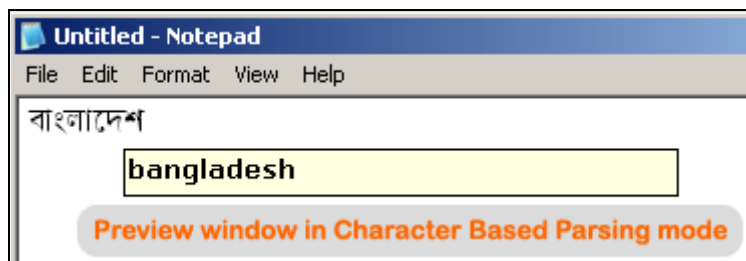 Untitled - Notepad
File Edit Format View Help
বাংলাদেশ
bangladesh
Preview window in Character Based Parsing mode